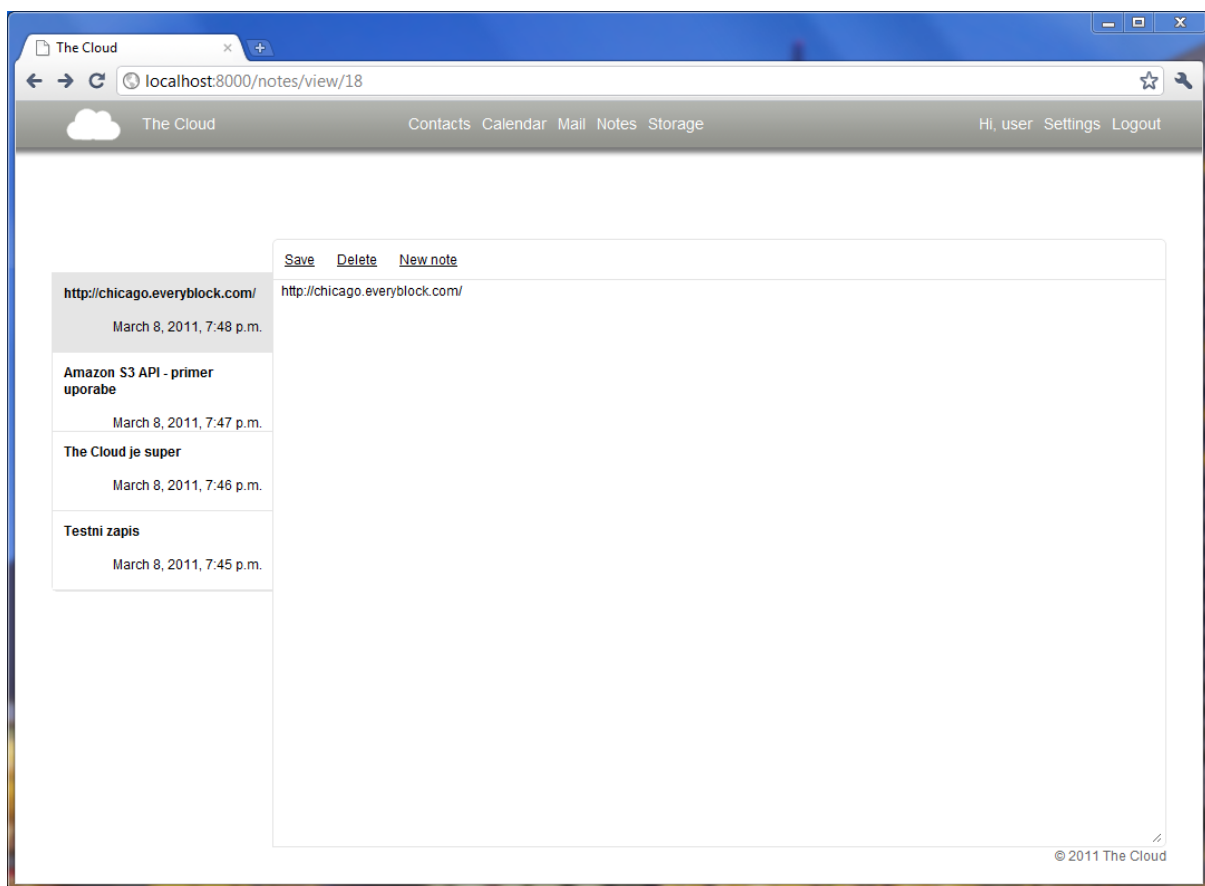 The Cloud
localhost:8000/notes/view/18
The Cloud Contacts Calendar Mail Notes Storage Hi, user Settings Logout
Save Delete New note
http://chicago.everyblock.com/
March 8, 2011, 7:48 p.m.
Amazon S3 API - primer
uporabe
March 8, 2011, 7:47 p.m.
The Cloud je super
March 8, 2011, 7:46 p.m.
Testni zapis
March 8, 2011, 7:45 p.m.
http://chicago.everyblock.com/
© 2011 The Cloud